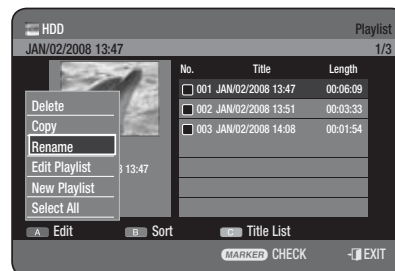 HDD Playlist
JAN/02/2008 13:47 1/3
No. Title Length
001 JAN/02/2008 13:47 00:06:09
002 JAN/02/2008 13:51 00:03:33
003 JAN/02/2008 14:08 00:01:54
Delete
Copy
Rename
Edit Playlist
New Playlist
Select All
13:47
A Edit B Sort C Title List
MARKER CHECK EXIT